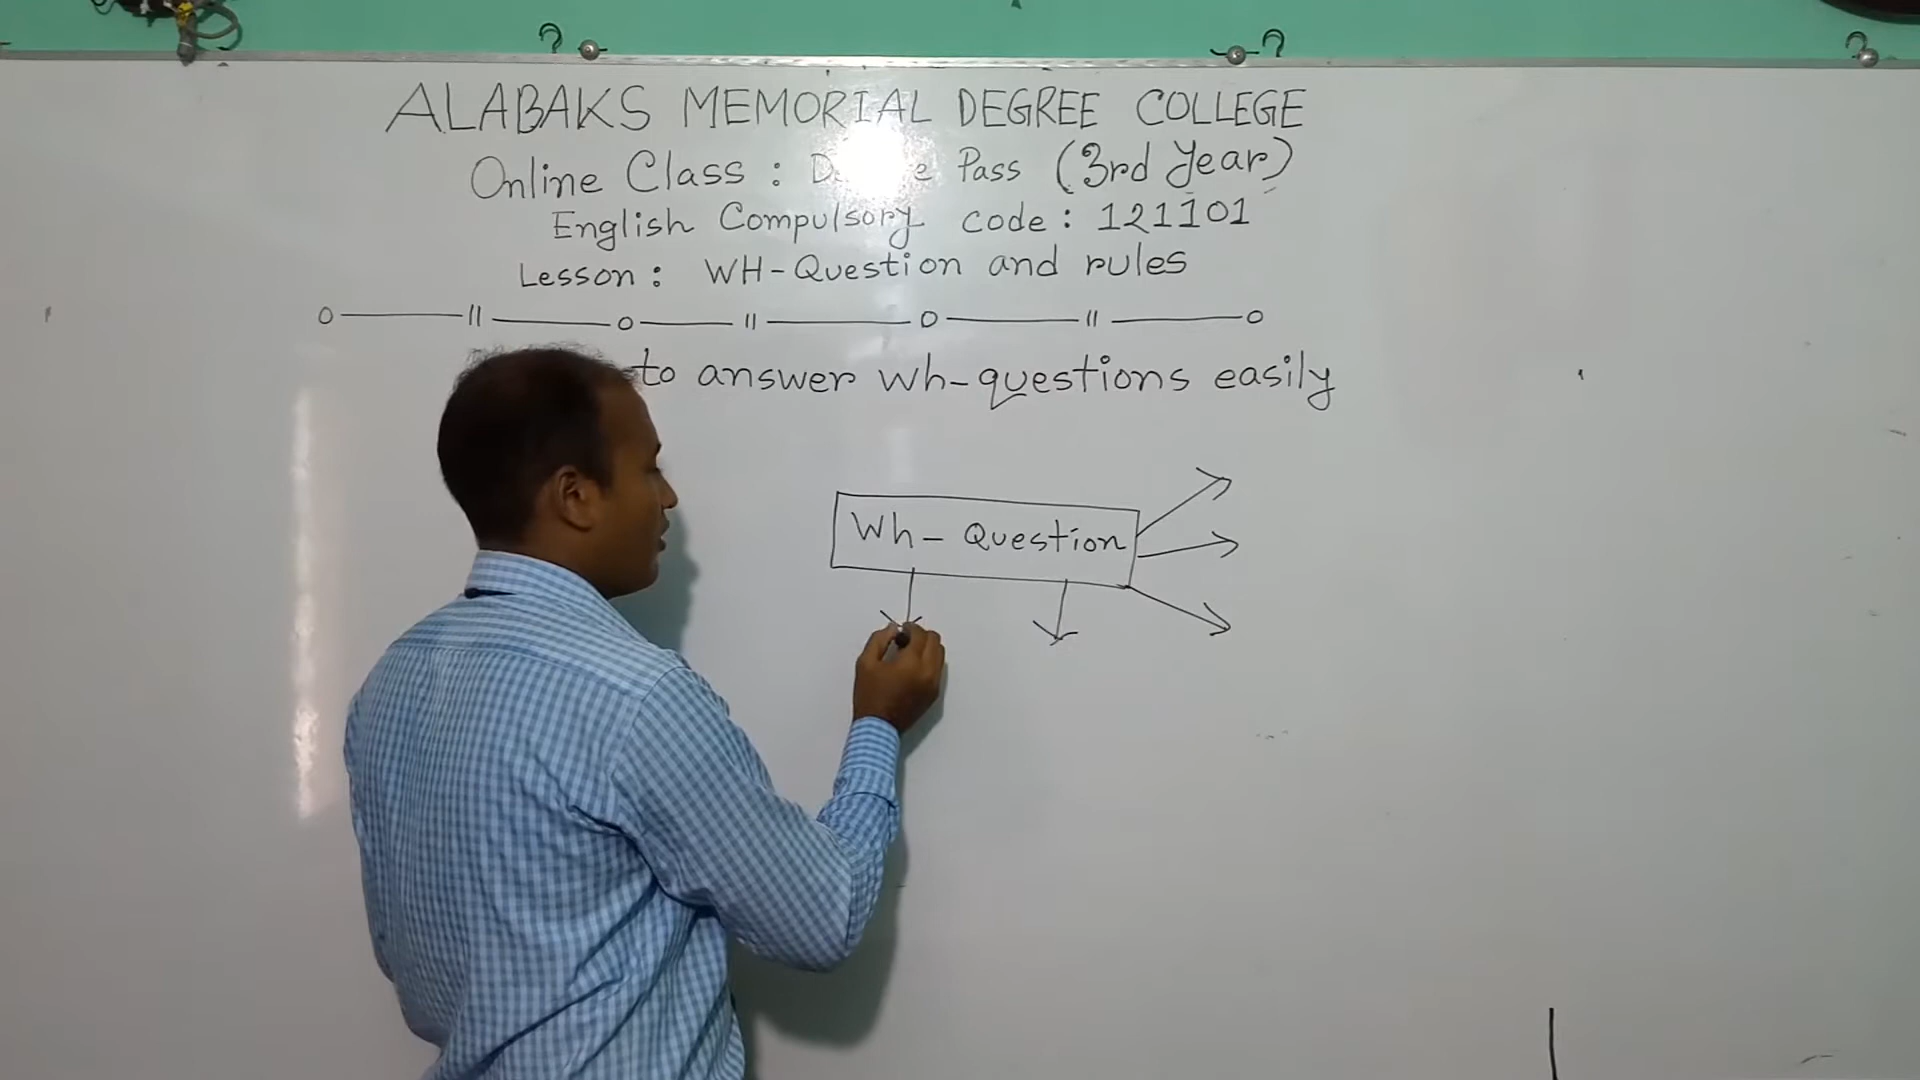 ALABAKS MEMORIAL DEGREE COLLEGE
Online Class : Pass (3rd Year)
English Compulsory code : 121101
Lesson : WH-Question and rules
to answer wh-questions easily
Wh- Question